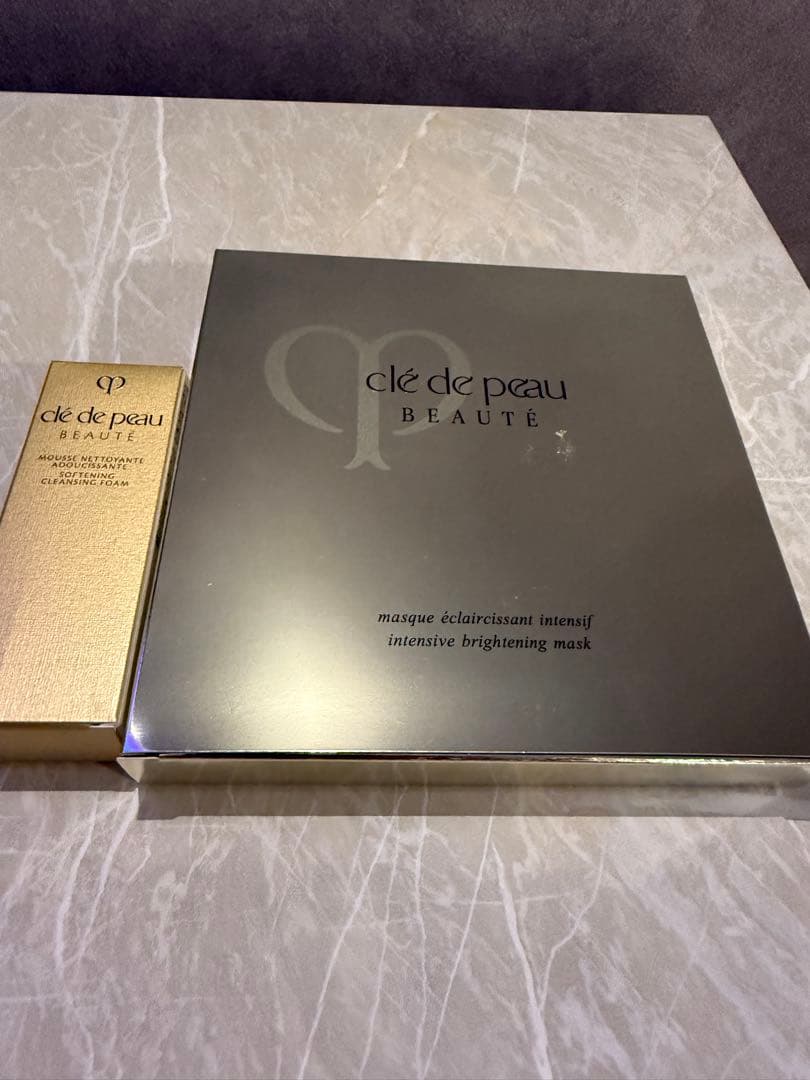 clé de peau
BEAUTÉ
MOUSSE NETTOYANTE
ADOUCISSANTE
SOFTENING
CLEANSING FOAM
clé de peau
BEAUTÉ
masque éclaircissant intensif
intensive brightening mask